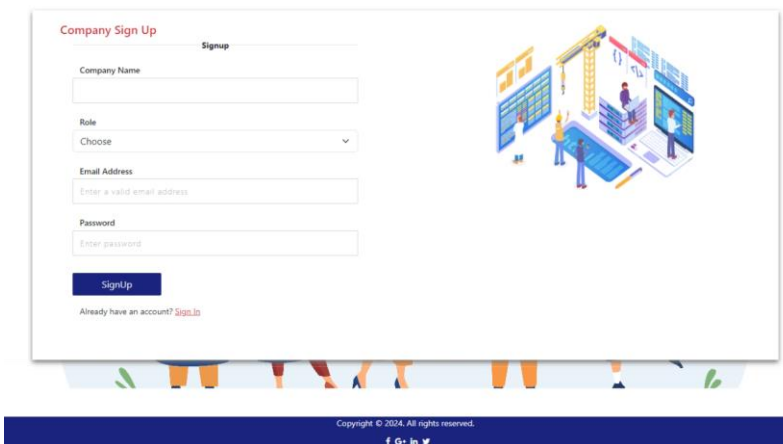 Company Sign Up
Signup
Company Name
Role
Choose
Email Address
Enter a valid email address
Password
Enter password
SignUp
Already have an account? Sign In
Copyright © 2024. All rights reserved.
f G+ in